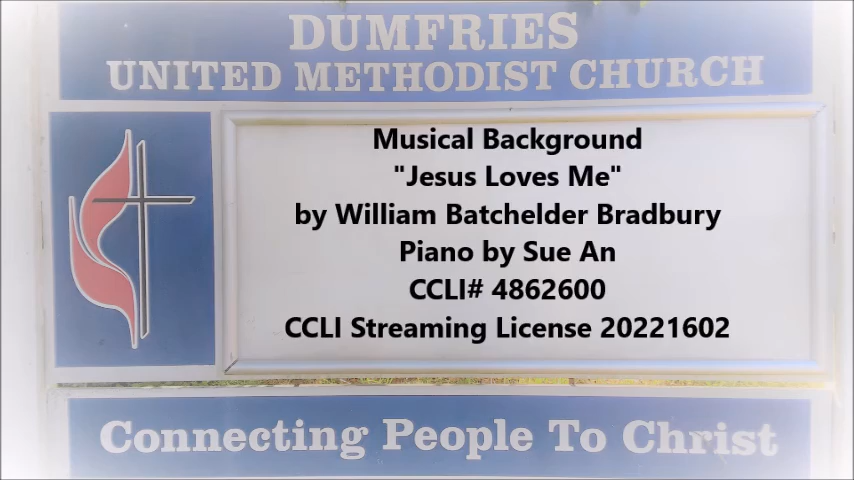 DUMFRIES
UNITED METHODIST CHURCH
Musical Background
"Jesus Loves Me"
by William Batchelder Bradbury
Piano by Sue An
CCLI# 4862600
CCLI Streaming License 20221602
Connecting People To Christ